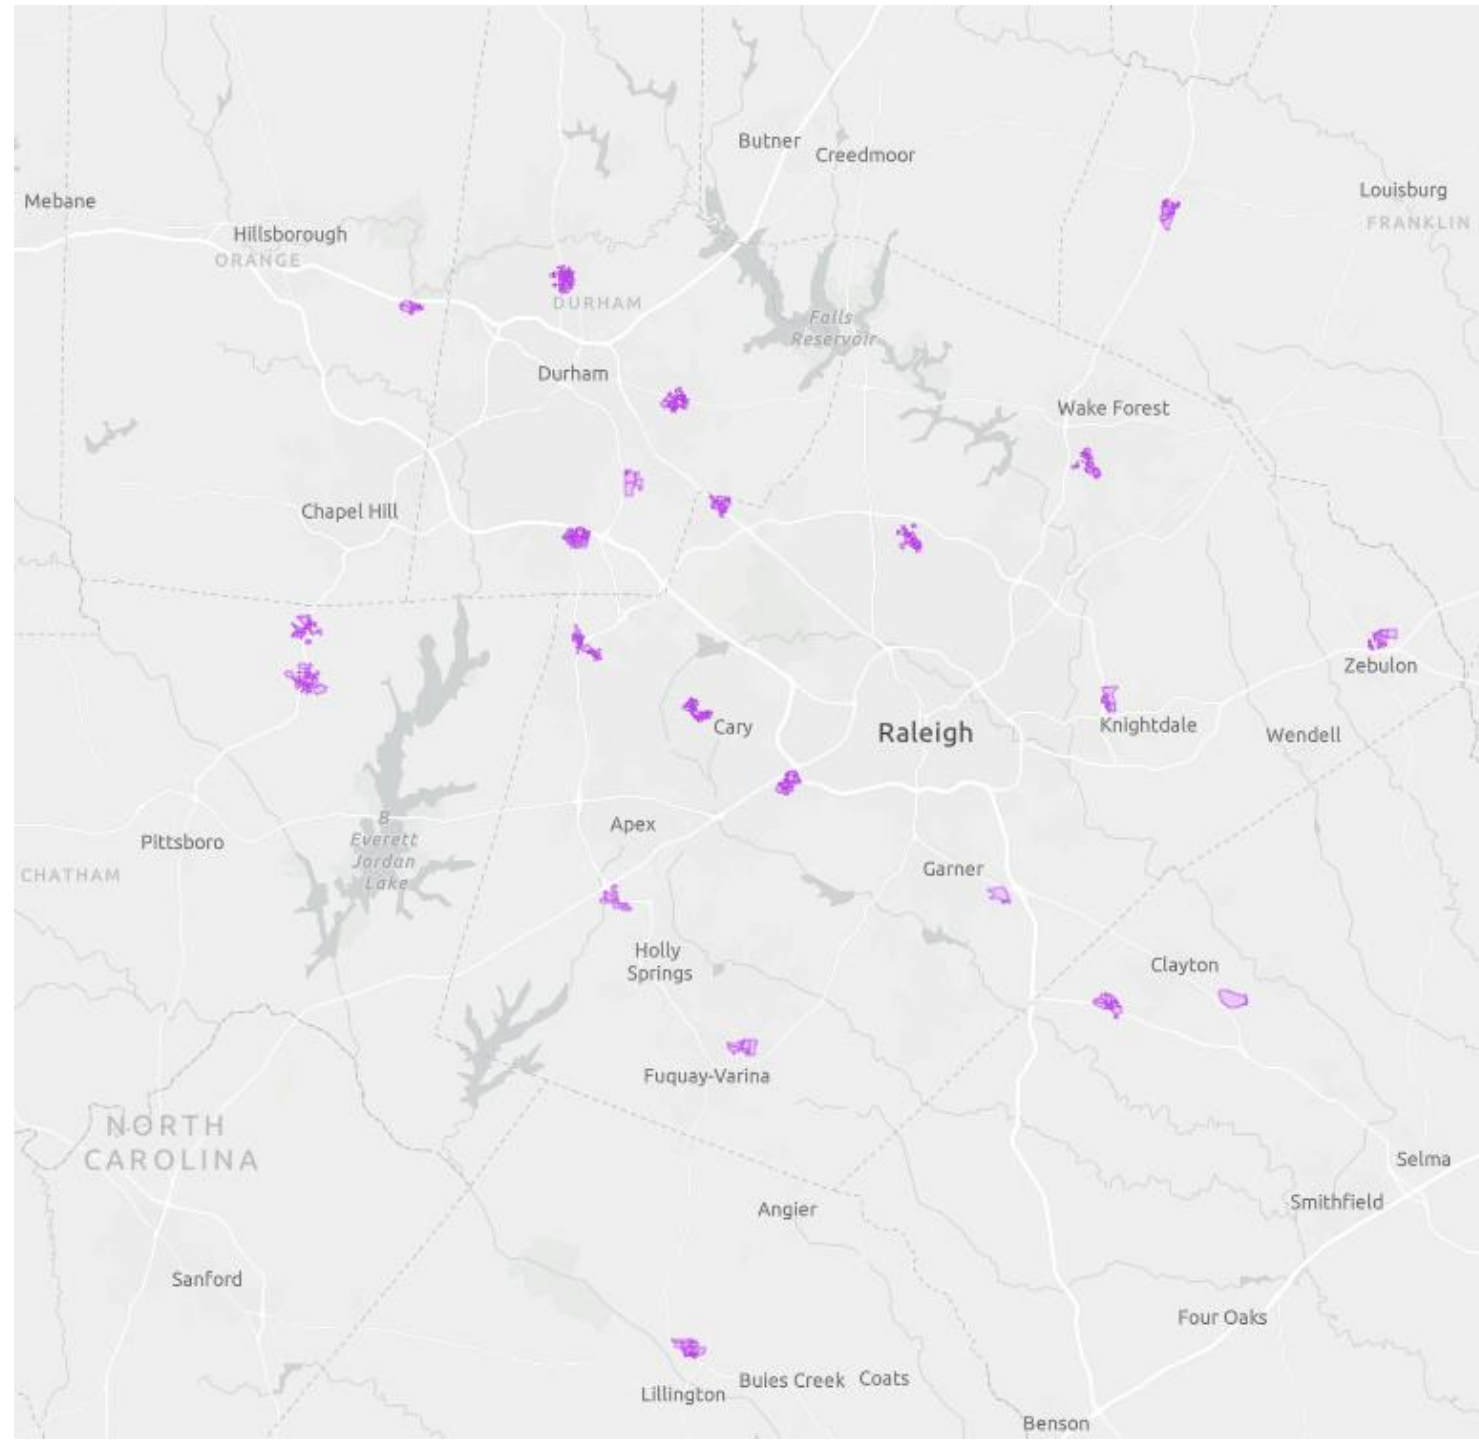 Butner
Creedmoor
Mebane
Louisburg
FRANKLIN
Hillsborough
ORANGE
DURHAM
Falls
Reservoir
Durham
Wake Forest
Chapel Hill
Zebulon
Cary
Raleigh
Knightdale
Wendell
B
Everett
Jordan
Lake
Apex
Pittsboro
CHATHAM
Garner
Holly
Springs
Clayton
Fuquay-Varina
NORTH
CAROLINA
Selma
Smithfield
Angier
Sanford
Four Oaks
Lillington
Buies Creek
Coats
Benson